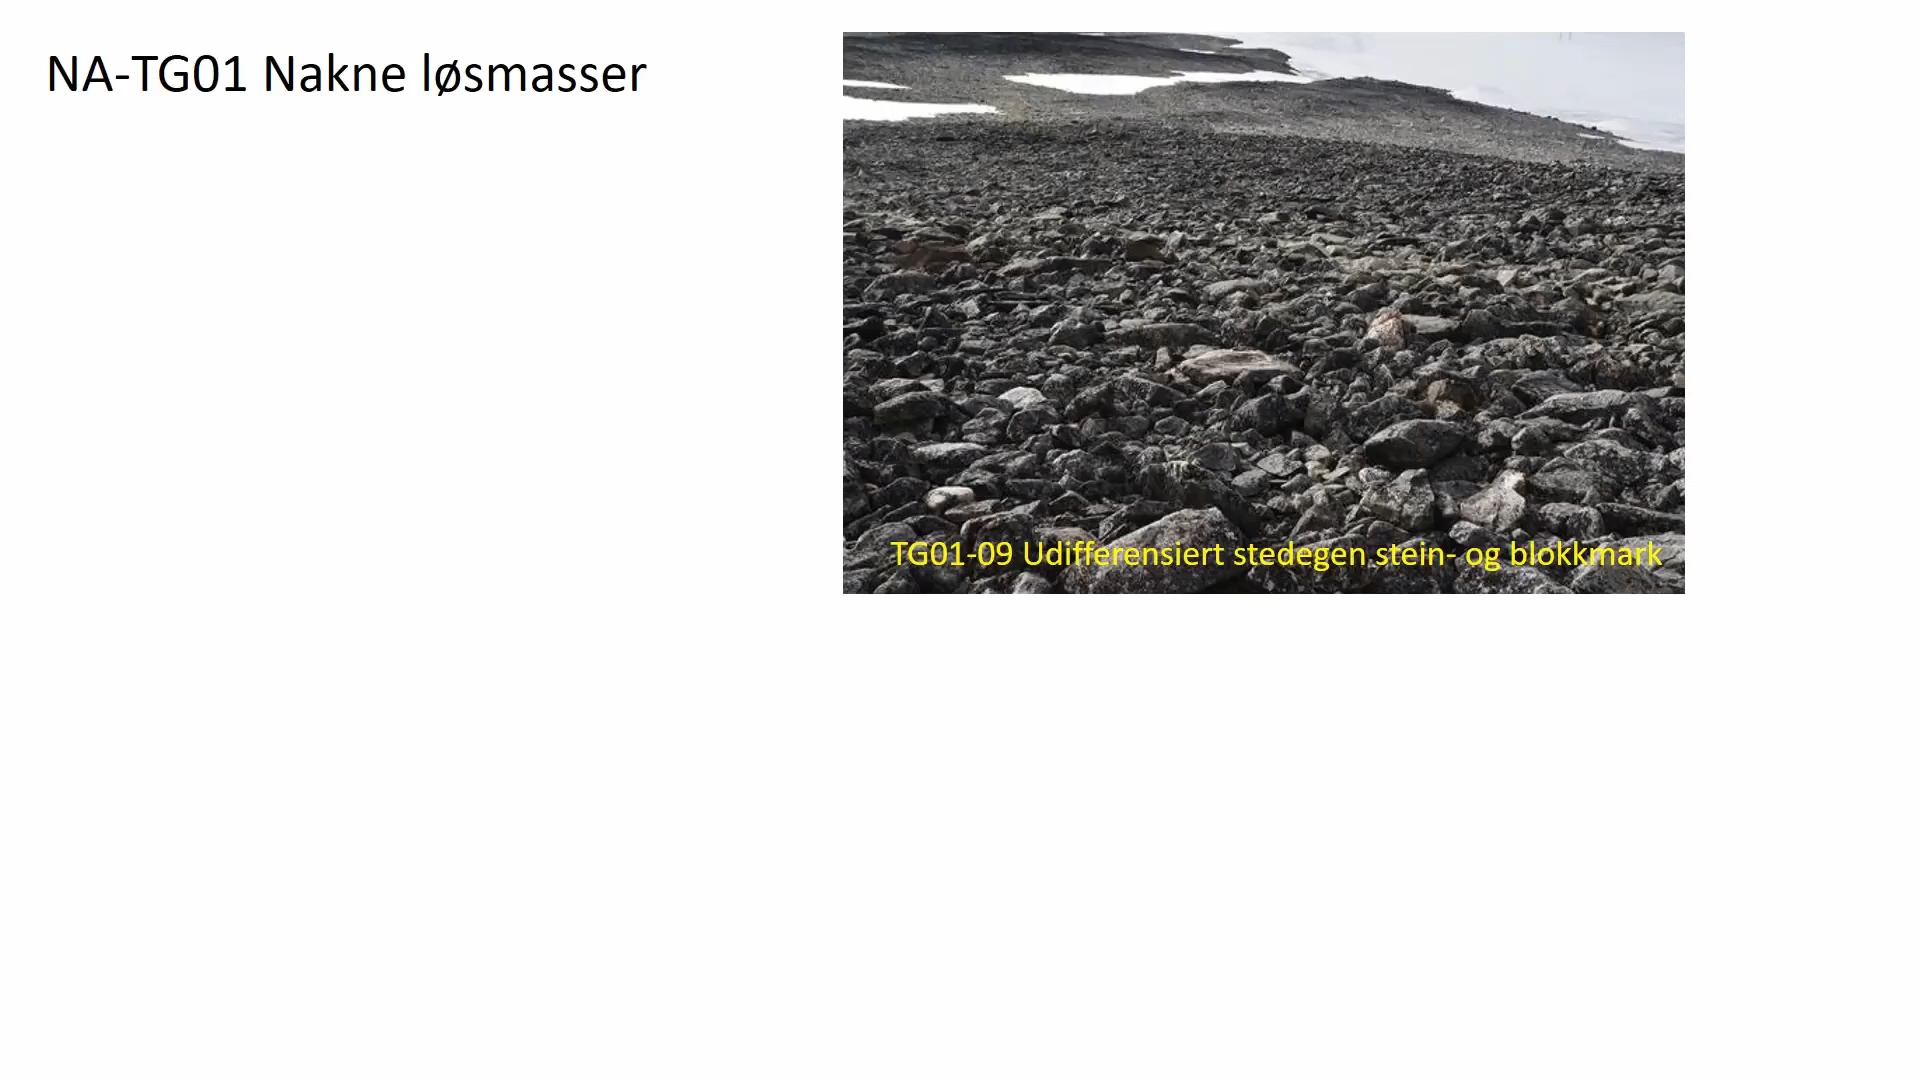 NA-TG01 Nakne løsmasser
TG01-09 Udifferensiert stedegen stein- og blokkmark